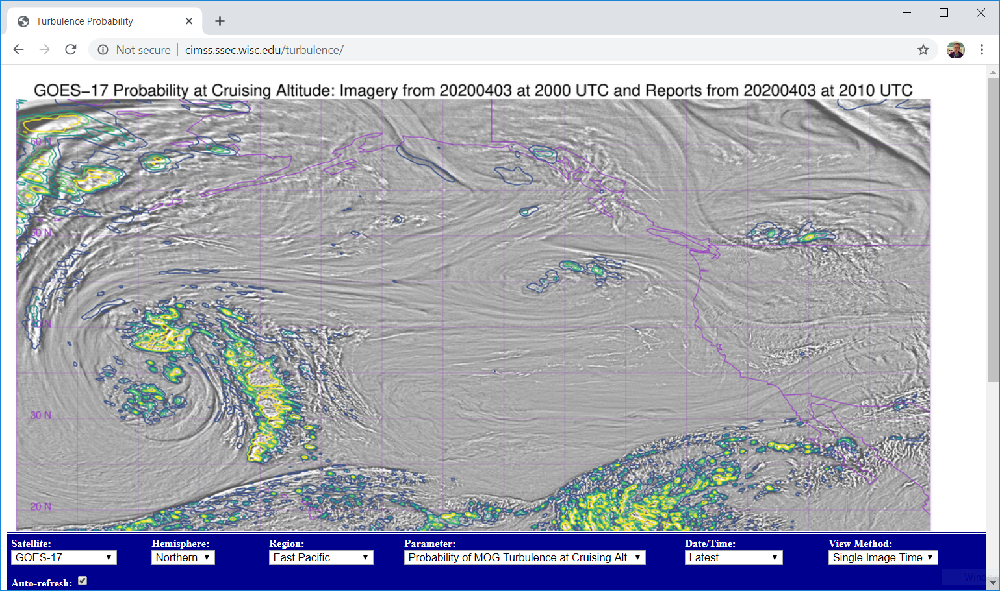 Turbulence Probability
Not secure | cimss.ssec.wisc.edu/turbulence/
GOES-17 Probability at Cruising Altitude: Imagery from 20200403 at 2000 UTC and Reports from 20200403 at 2010 UTC
60 N
50 N
40 N
30 N
20 N
Satellite: Hemisphere: Region: Parameter: Date/Time: View Method:
GOES-17 Northern East Pacific Probability of MOG Turbulence at Cruising Alt. Latest Single Image Time
Auto-refresh: